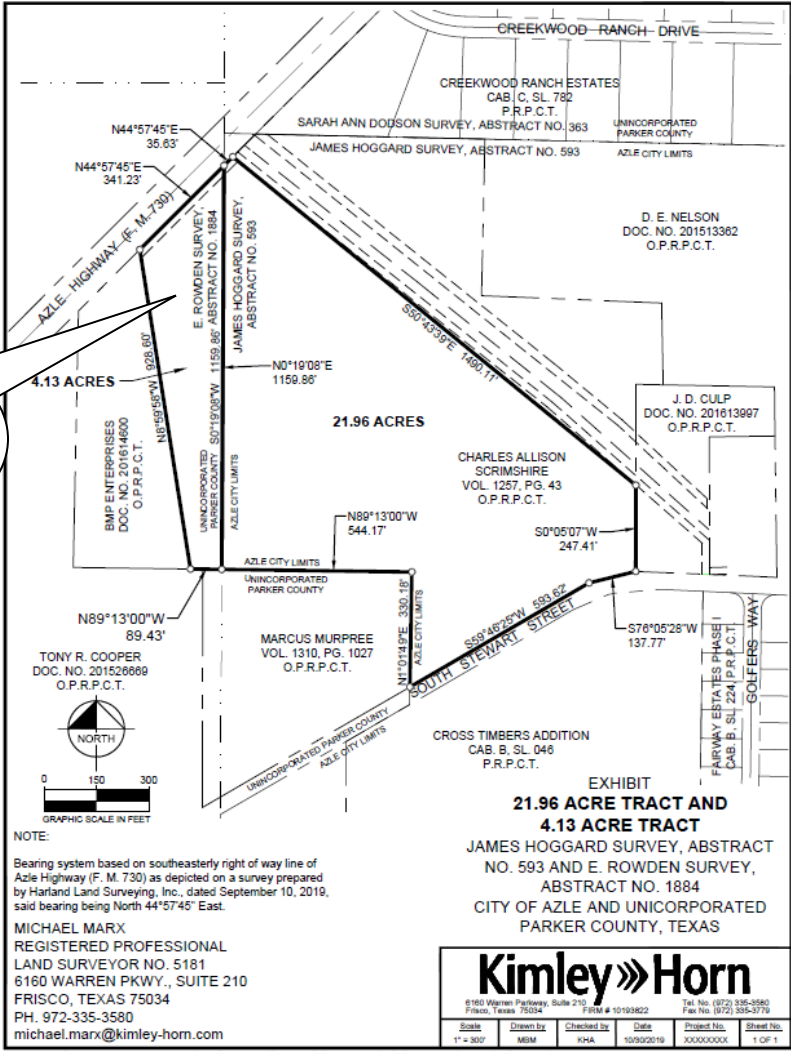 CREEKWOOD RANCH DRIVE
CREEKWOOD RANCH ESTATES
CAB. C, SL. 782
P.R.P.C.T.
SARAH ANN DODSON SURVEY, ABSTRACT NO. 363
UNINCORPORATED
PARKER COUNTY
JAMES HOGGARD SURVEY, ABSTRACT NO. 593
AZLE CITY LIMITS
N44°57'45"E
35.63'
N44°57'45"E
341.23'
AZLE HIGHWAY (F. M. 730)
E. ROWDEN SURVEY,
ABSTRACT NO. 1884
JAMES HOGGARD SURVEY,
ABSTRACT NO. 593
D. E. NELSON
DOC. NO. 201513362
O.P.R.P.C.T.
S50°43'39"E 1490.11'
N0°19'08"E
1159.86'
S0°19'08"W 1159.86'
N8°59'58"W 928.60'
4.13 ACRES
21.96 ACRES
J. D. CULP
DOC. NO. 201613997
O.P.R.P.C.T.
BMP ENTERPRISES
DOC. NO. 201614600
O.P.R.P.C.T.
UNINCORPORATED
PARKER COUNTY
AZLE CITY LIMITS
CHARLES ALLISON
SCRIMSHIRE
VOL. 1257, PG. 43
O.P.R.P.C.T.
N89°13'00"W
544.17'
S0°05'07"W
247.41'
AZLE CITY LIMITS
UNINCORPORATED
PARKER COUNTY
N89°13'00"W
89.43'
MARCUS MURPREE
VOL. 1310, PG. 1027
O.P.R.P.C.T.
N1°01'49"E 330.18'
AZLE CITY LIMITS
S59°46'25"W 593.62'
SOUTH STEWART STREET
S76°05'28"W
137.77'
FAIRWAY ESTATES PHASE I
CAB. B, SL. 224, P.R.P.C.T.
GOLFERS WAY
TONY R. COOPER
DOC. NO. 201526669
O.P.R.P.C.T.
NORTH
UNINCORPORATED PARKER COUNTY
AZLE CITY LIMITS
CROSS TIMBERS ADDITION
CAB. B, SL. 046
P.R.P.C.T.
0 150 300
GRAPHIC SCALE IN FEET
EXHIBIT
21.96 ACRE TRACT AND
4.13 ACRE TRACT
JAMES HOGGARD SURVEY, ABSTRACT
NO. 593 AND E. ROWDEN SURVEY,
ABSTRACT NO. 1884
CITY OF AZLE AND UNINCORPORATED
PARKER COUNTY, TEXAS
NOTE:
Bearing system based on southeasterly right of way line of
Azle Highway (F. M. 730) as depicted on a survey prepared
by Harland Land Surveying, Inc., dated September 10, 2019,
said bearing being North 44°57'45" East.
MICHAEL MARX
REGISTERED PROFESSIONAL
LAND SURVEYOR NO. 5181
6160 WARREN PKWY., SUITE 210
FRISCO, TEXAS 75034
PH. 972-335-3580
michael.marx@kimley-horn.com
Kimley»Horn
6160 Warren Parkway, Suite 210 Tel. No. (972) 335-3580
Frisco, Texas 75034 FIRM # 10193822 Fax No. (972) 335-3779
Scale Drawn by Checked by Date Project No. Sheet No.
1" = 300' MBM KHA 10/30/2019 XXXXXXXX 1 OF 1